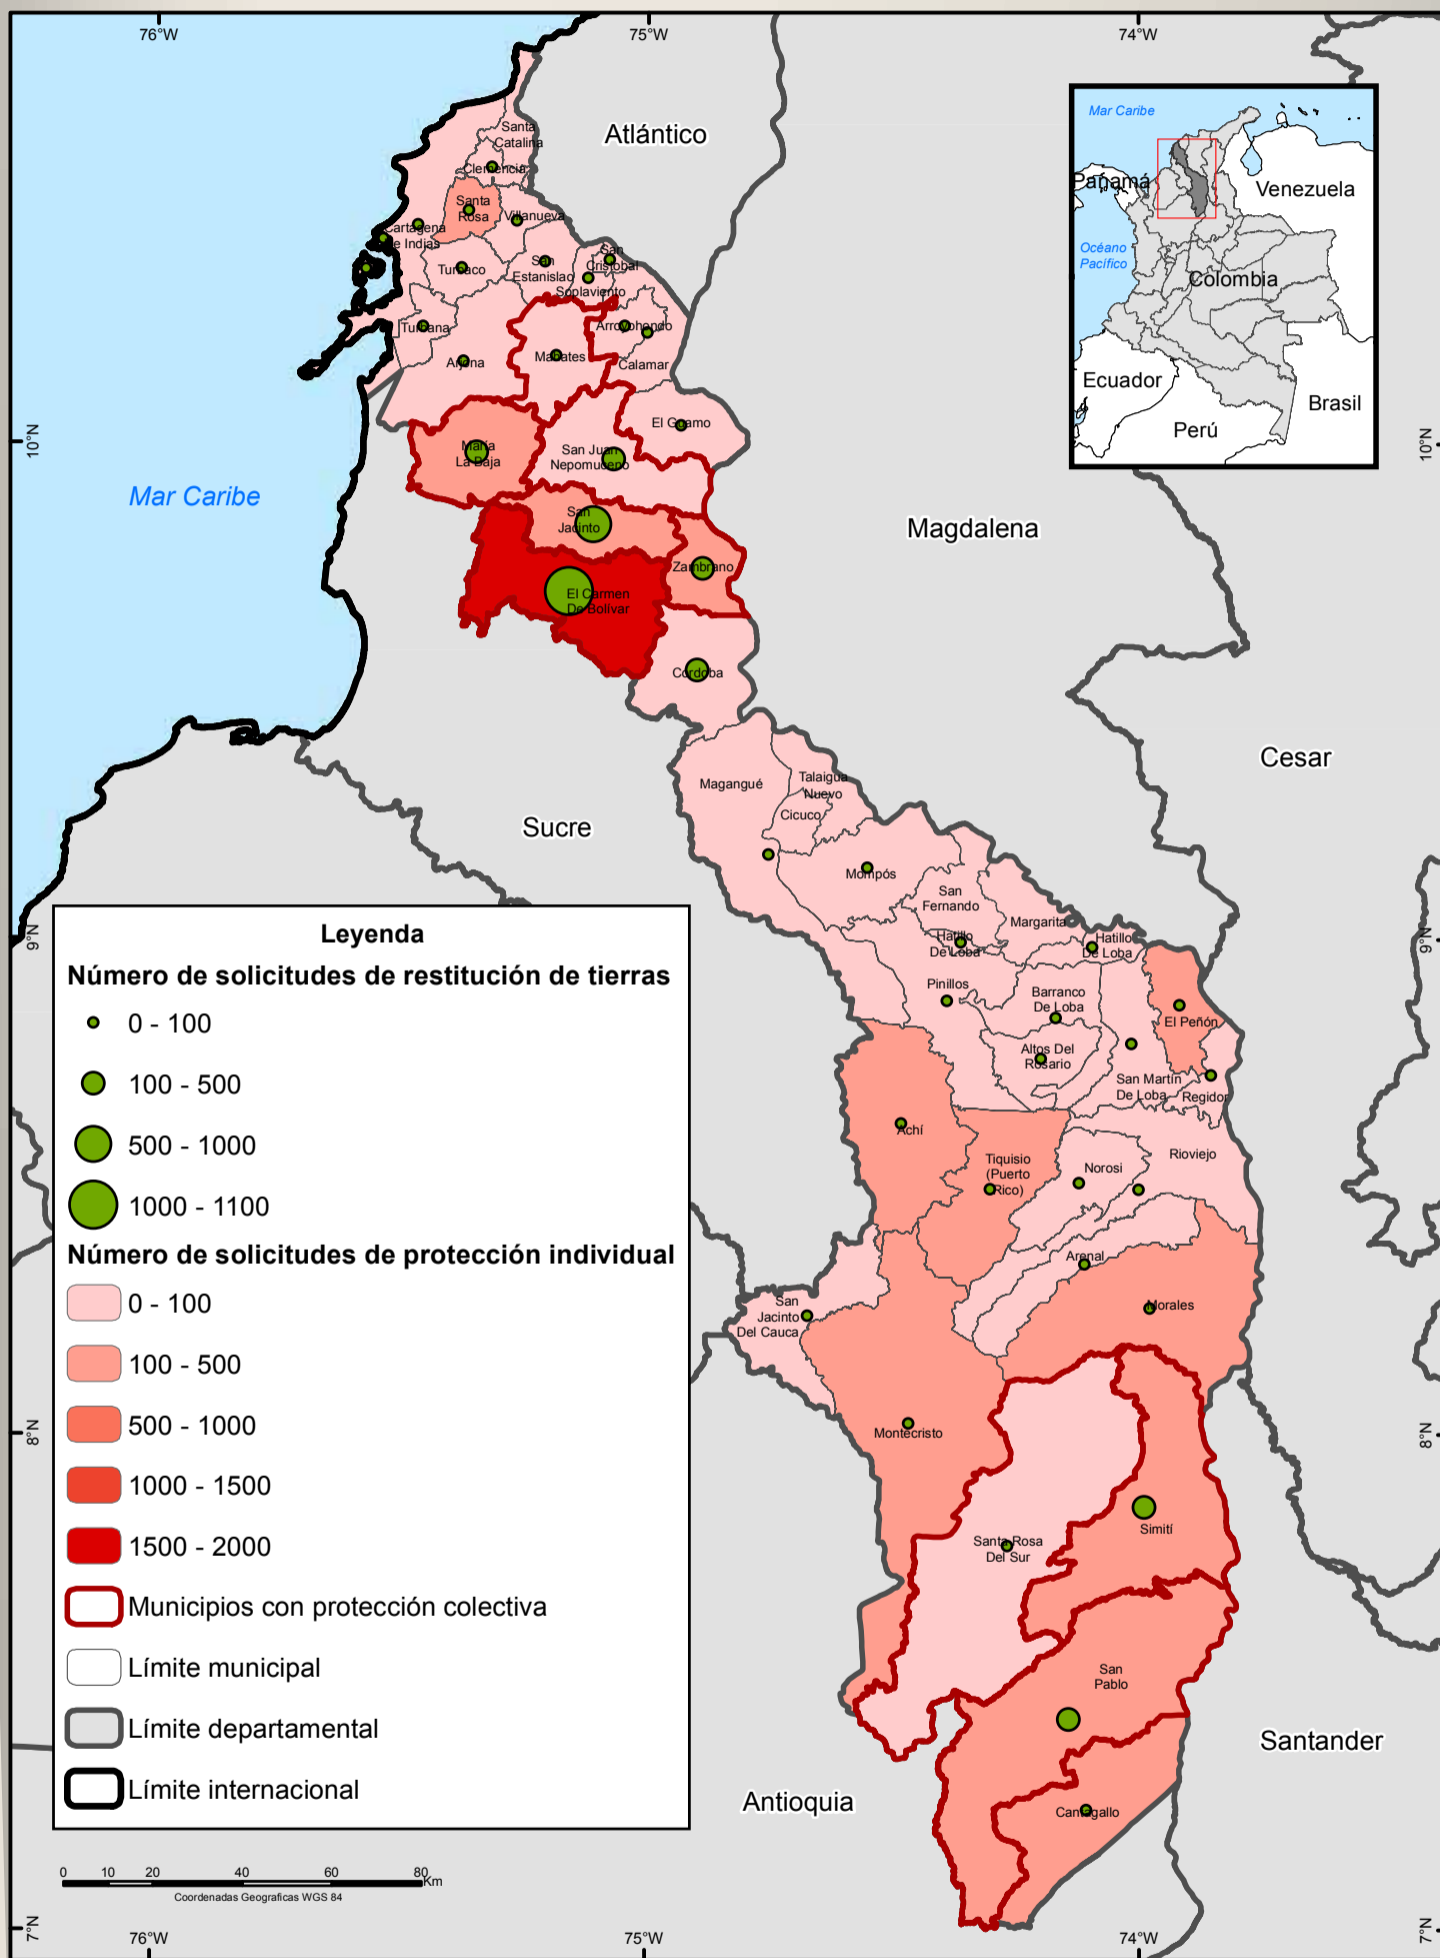 76°W
75°W
74°W
Atlántico
Mar Caribe
Panamá
Venezuela
Océano
Pacífico
Colombia
Ecuador
Brasil
Perú
Santa
Catalina
Clemencia
Santa
Rosa
Villanueva
Cartagena
De Indias
Turbaco
San
Estanislao
San
Cristobal
Soplaviento
Turbana
Arjona
Mahates
Arroyohondo
Calamar
El Guamo
10°N
10°N
María
La Baja
San Juan
Nepomuceno
Mar Caribe
San
Jacinto
Magdalena
Zambrano
El Carmen
De Bolívar
Córdoba
Cesar
Sucre
Magangué
Talaigua
Nuevo
Cicuco
Mompós
San
Fernando
Margarita
Hatillo
De Loba
Hatillo
De Loba
9°N
9°N
Pinillos
Barranco
De Loba
El Peñón
Altos Del
Rosario
San Martín
De Loba
Regidor
Achí
Tiquisio
(Puerto
Rico)
Norosi
Rioviejo
Arenal
Morales
San
Jacinto
Del Cauca
Montecristo
8°N
8°N
Santa Rosa
Del Sur
Simití
San
Pablo
Cantagallo
Santander
Antioquia
Leyenda
Número de solicitudes de restitución de tierras
0 - 100
100 - 500
500 - 1000
1000 - 1100
Número de solicitudes de protección individual
0 - 100
100 - 500
500 - 1000
1000 - 1500
1500 - 2000
Municipios con protección colectiva
Límite municipal
Límite departamental
Límite internacional
0 10 20 40 60 80 Km
Coordenadas Geograficas WGS 84
7°N
7°N
76°W
75°W
74°W